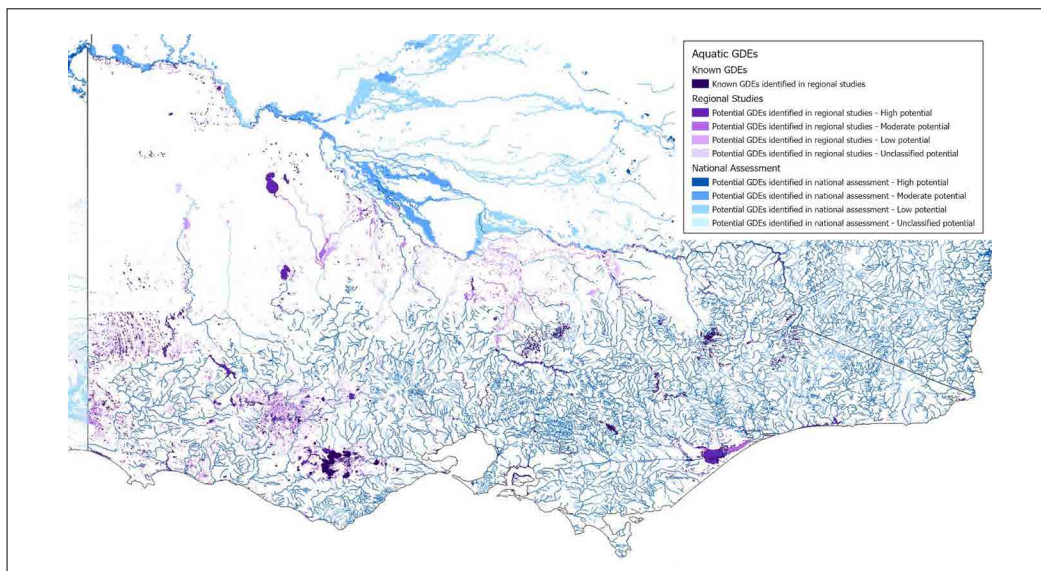 Aquatic GDEs
Known GDEs
Known GDEs identified in regional studies
Regional Studies
Potential GDEs identified in regional studies - High potential
Potential GDEs identified in regional studies - Moderate potential
Potential GDEs identified in regional studies - Low potential
Potential GDEs identified in regional studies - Unclassified potential
National Assessment
Potential GDEs identified in national assessment - High potential
Potential GDEs identified in national assessment - Moderate potential
Potential GDEs identified in national assessment - Low potential
Potential GDEs identified in national assessment - Unclassified potential